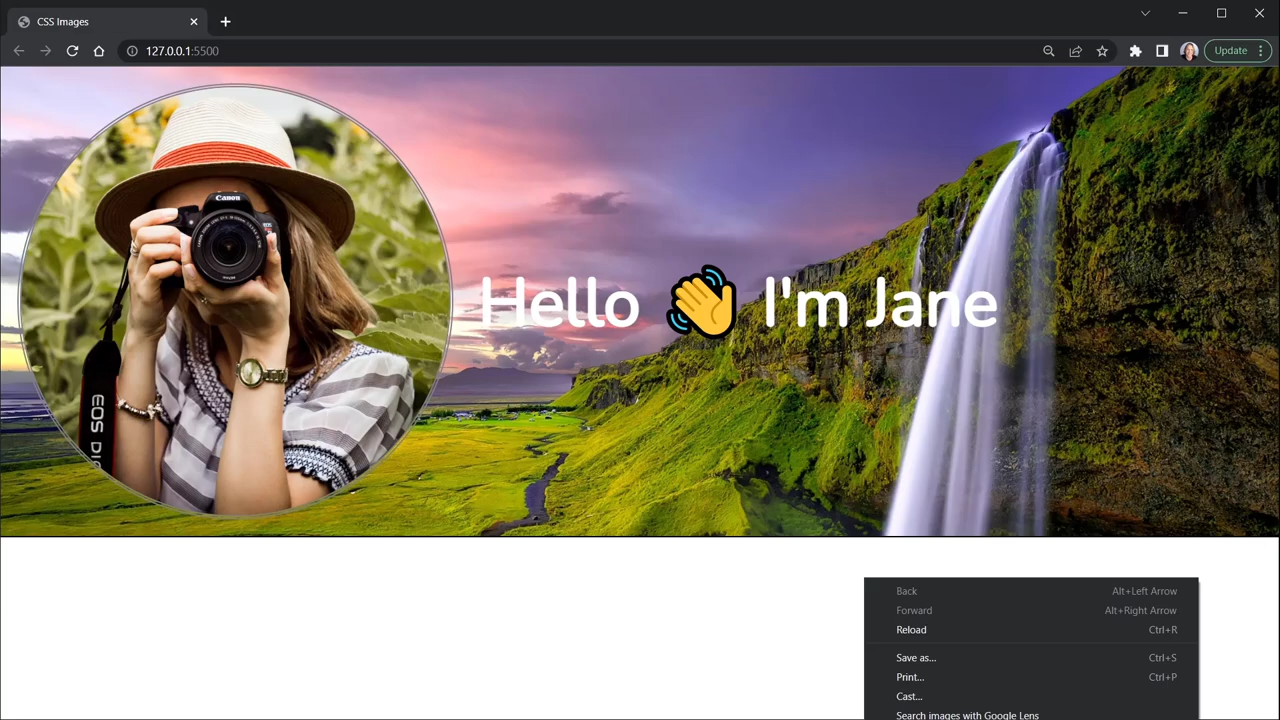 CSS Images
127.0.0.1:5500
Update
Canon
EOS DIG
Hello 👋 I'm Jane
Back Alt+Left Arrow
Forward Alt+Right Arrow
Reload Ctrl+R
Save as... Ctrl+S
Print... Ctrl+P
Cast...
Search images with Google Lens